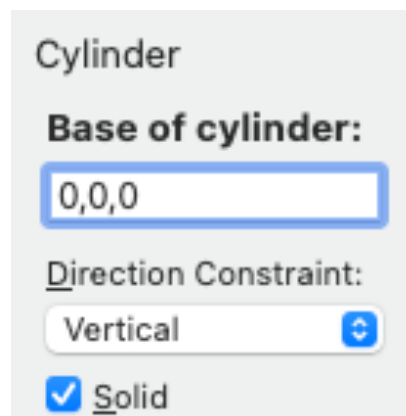 Cylinder
Base of cylinder:
0,0,0
Direction Constraint:
Vertical
Solid